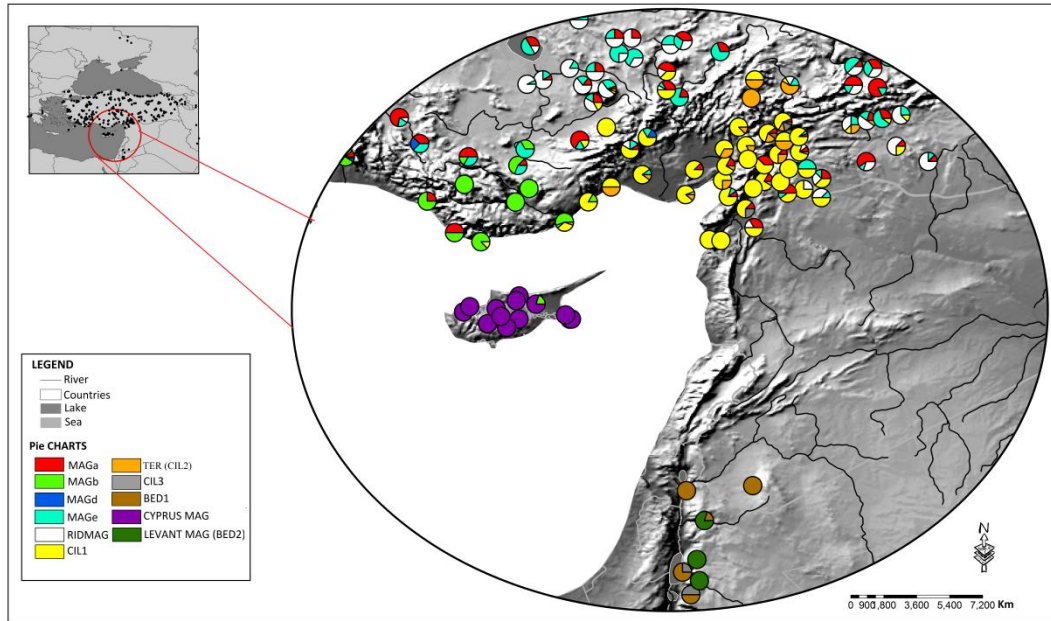 LEGEND
River
Countries
Lake
Sea
Pie CHARTS
MAGa
MAGb
MAGd
MAGe
RIDMAG
CIL1
TER (CIL2)
CIL3
BED1
CYPRUS MAG
LEVANT MAG (BED2)
N
0 900 1,800 3,600 5,400 7,200 Km